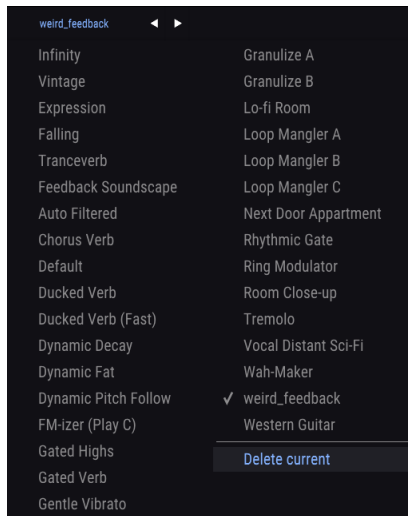 weird_feedback
Infinity
Vintage
Expression
Falling
Tranceverb
Feedback Soundscape
Auto Filtered
Chorus Verb
Default
Ducked Verb
Ducked Verb (Fast)
Dynamic Decay
Dynamic Fat
Dynamic Pitch Follow
FM-izer (Play C)
Gated Highs
Gated Verb
Gentle Vibrato
Granulize A
Granulize B
Lo-fi Room
Loop Mangler A
Loop Mangler B
Loop Mangler C
Next Door Appartment
Rhythmic Gate
Ring Modulator
Room Close-up
Tremolo
Vocal Distant Sci-Fi
Wah-Maker
weird_feedback
Western Guitar
Delete current